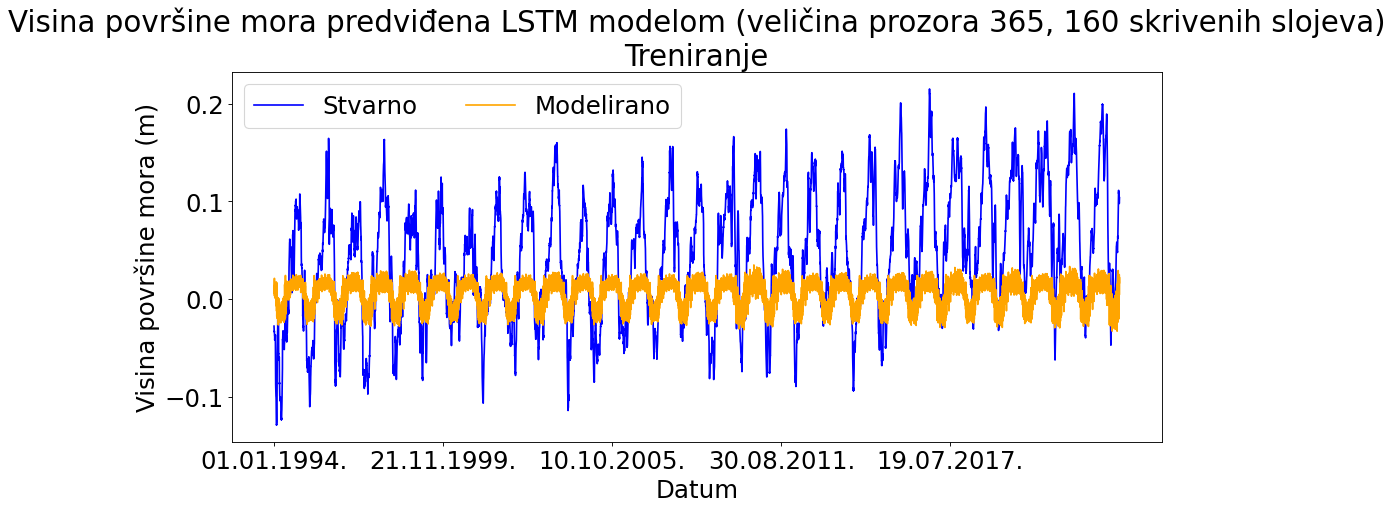 Visina površine mora predviđena LSTM modelom (veličina prozora 365, 160 skrivenih slojeva)
Treniranje
Stvarno Modelirano
Visina površine mora (m)
0.2
0.1
0.0
−0.1
01.01.1994. 21.11.1999. 10.10.2005. 30.08.2011. 19.07.2017.
Datum